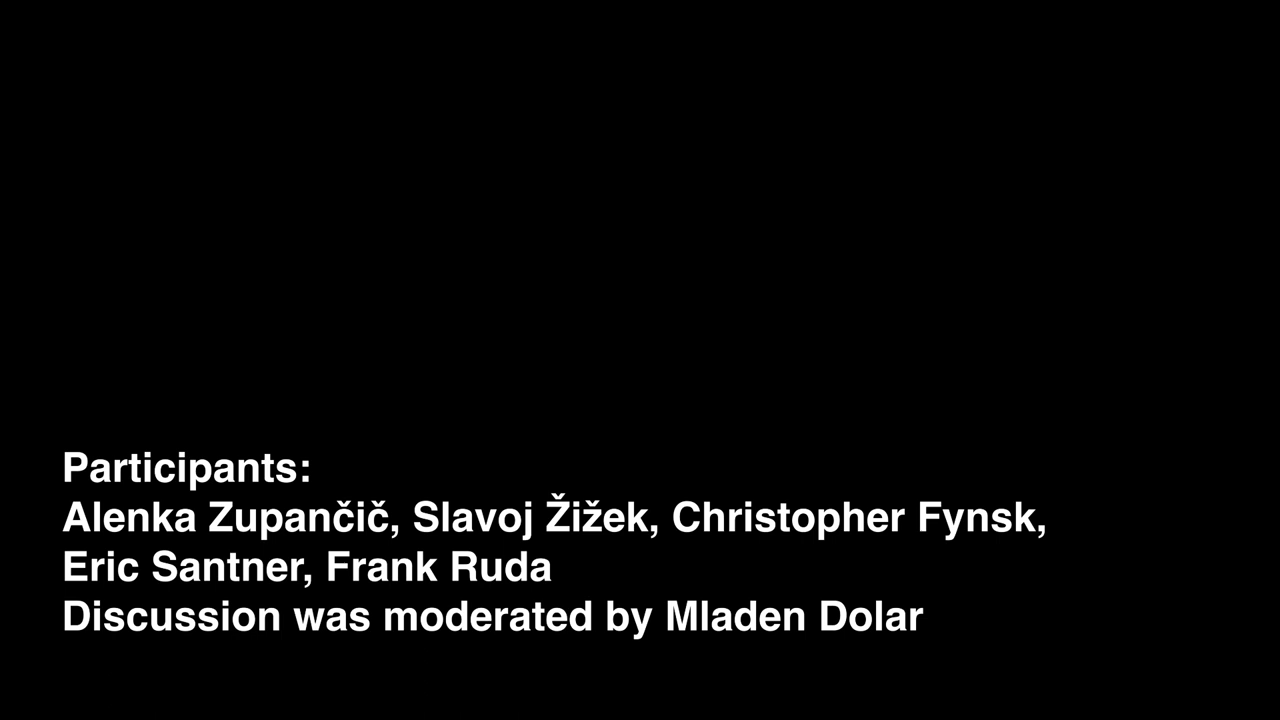 Participants:
Alenka Zupančič, Slavoj Žižek, Christopher Fynsk,
Eric Santner, Frank Ruda
Discussion was moderated by Mladen Dolar